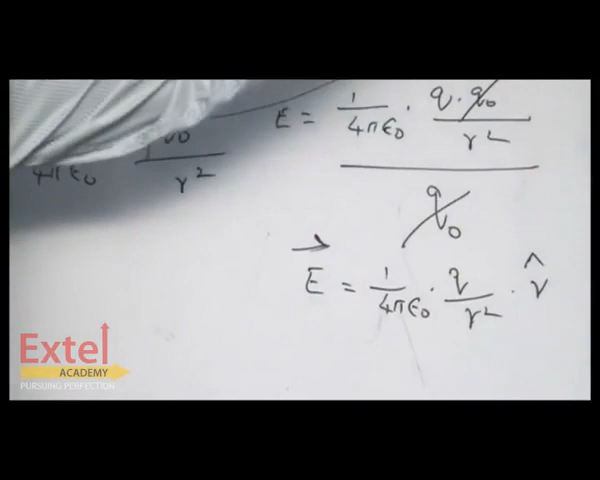 E = 1/4πε₀ · q · q₀/r²
/q₀
4πε₀ r²
E⃗ = 1/4πε₀ · q/r² · r̂
Extel
ACADEMY
PURSUING PERFECTION